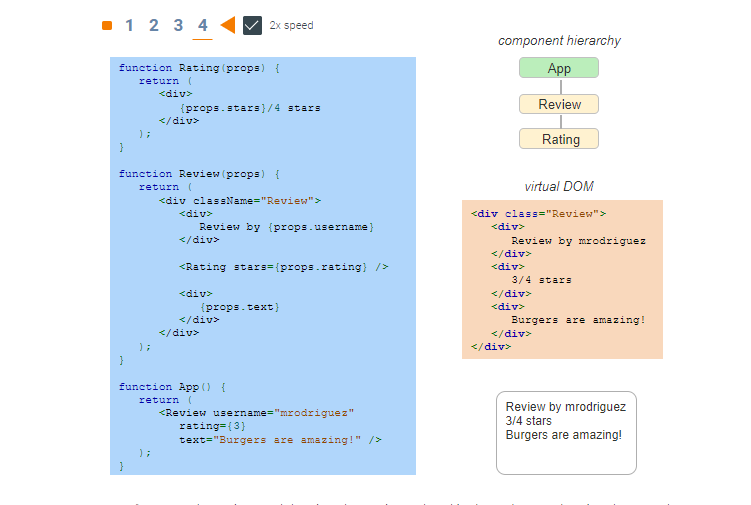 1 2 3 4 2x speed
function Rating(props) {
return (
<div>
{props.stars}/4 stars
</div>
);
}
function Review(props) {
return (
<div className="Review">
<div>
Review by {props.username}
</div>
<Rating stars={props.rating} />
<div>
{props.text}
</div>
</div>
);
}
function App() {
return (
<Review username="mrodriguez"
rating={3}
text="Burgers are amazing!" />
);
}
component hierarchy
App
Review
Rating
virtual DOM
<div class="Review">
<div>
Review by mrodriguez
</div>
<div>
3/4 stars
</div>
<div>
Burgers are amazing!
</div>
</div>
Review by mrodriguez
3/4 stars
Burgers are amazing!